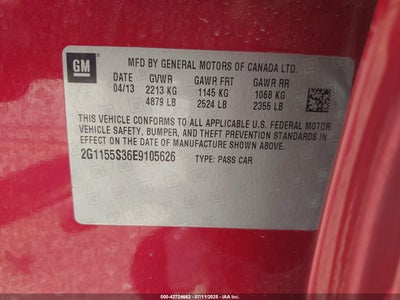 GM
MFD BY GENERAL MOTORS OF CANADA LTD.
DATE GVWR GAWR FRT GAWR RR
04/13 2213 KG 1145 KG 1068 KG
4879 LB 2524 LB 2355 LB
THIS VEHICLE CONFORMS TO ALL APPLICABLE U.S. FEDERAL MOTOR
VEHICLE SAFETY, BUMPER, AND THEFT PREVENTION STANDARDS IN
EFFECT ON THE DATE OF MANUFACTURE SHOWN ABOVE.
2G1155S36E9105626 TYPE: PASS CAR
000-42724662 - 07/11/2025 - IAA Inc.